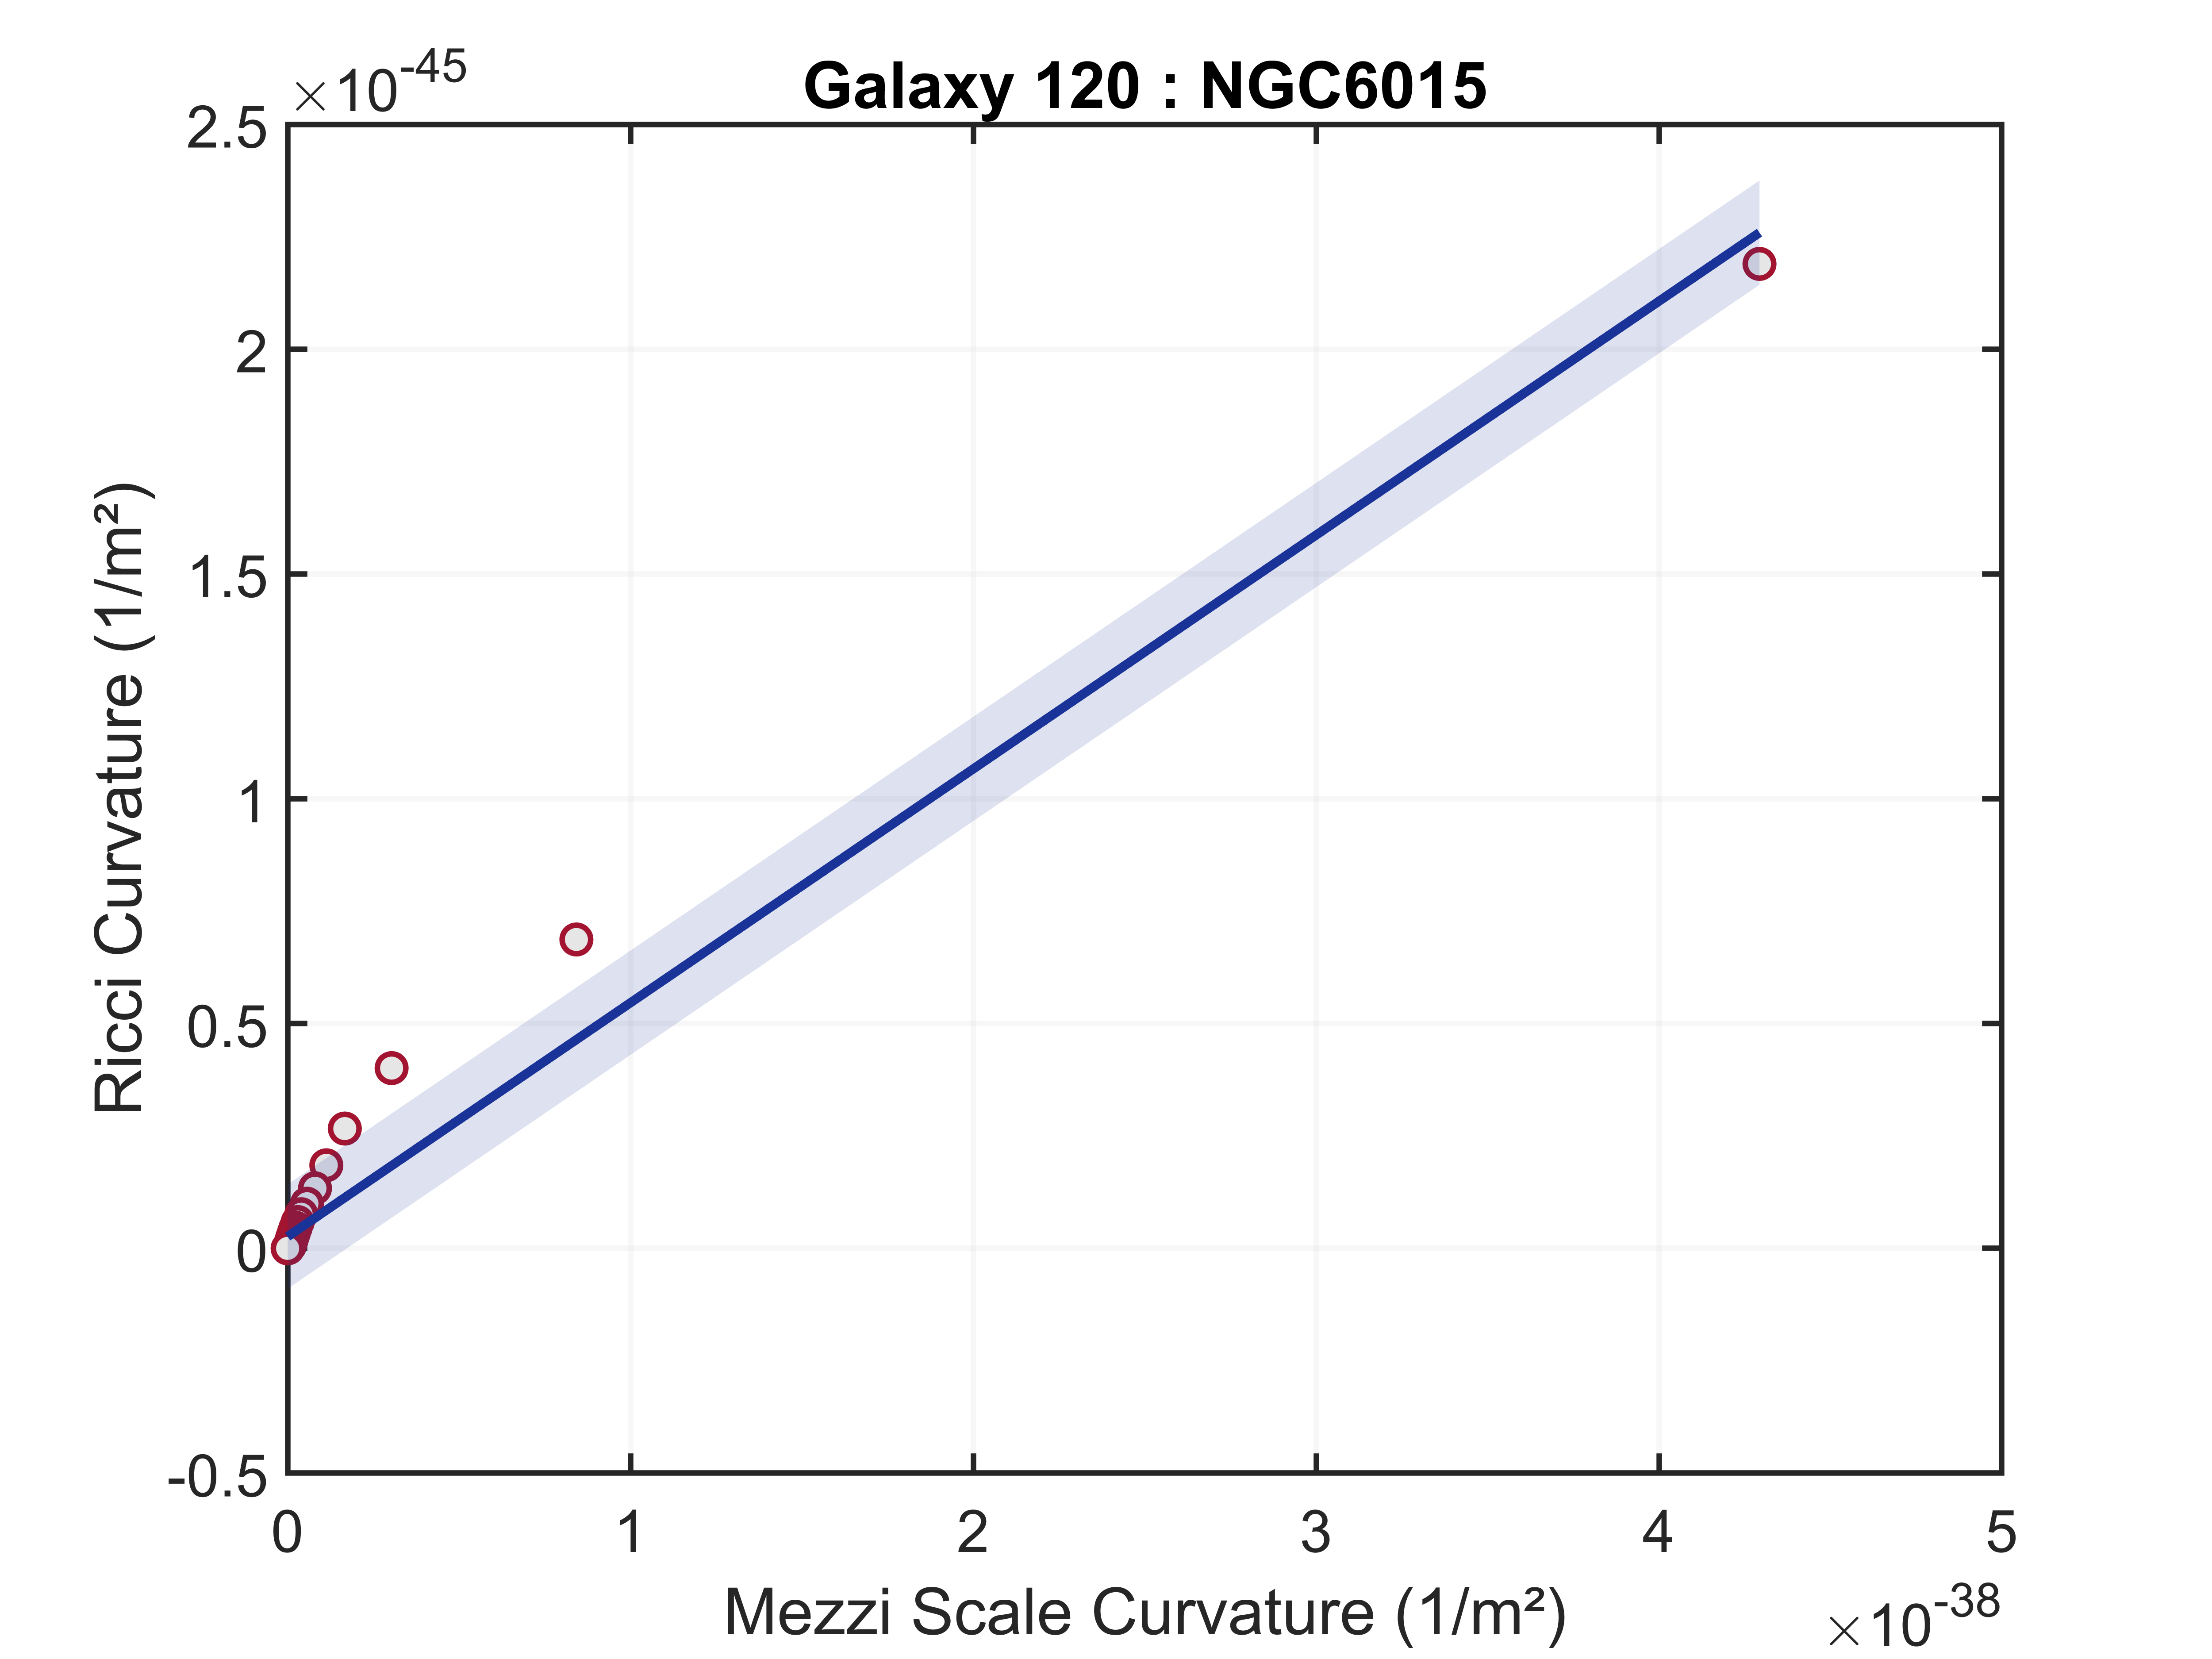 ×10^-45
Galaxy 120 : NGC6015
2.5
2
1.5
1
0.5
0
-0.5
Ricci Curvature (1/m²)
0 1 2 3 4 5
Mezzi Scale Curvature (1/m²)
×10^-38